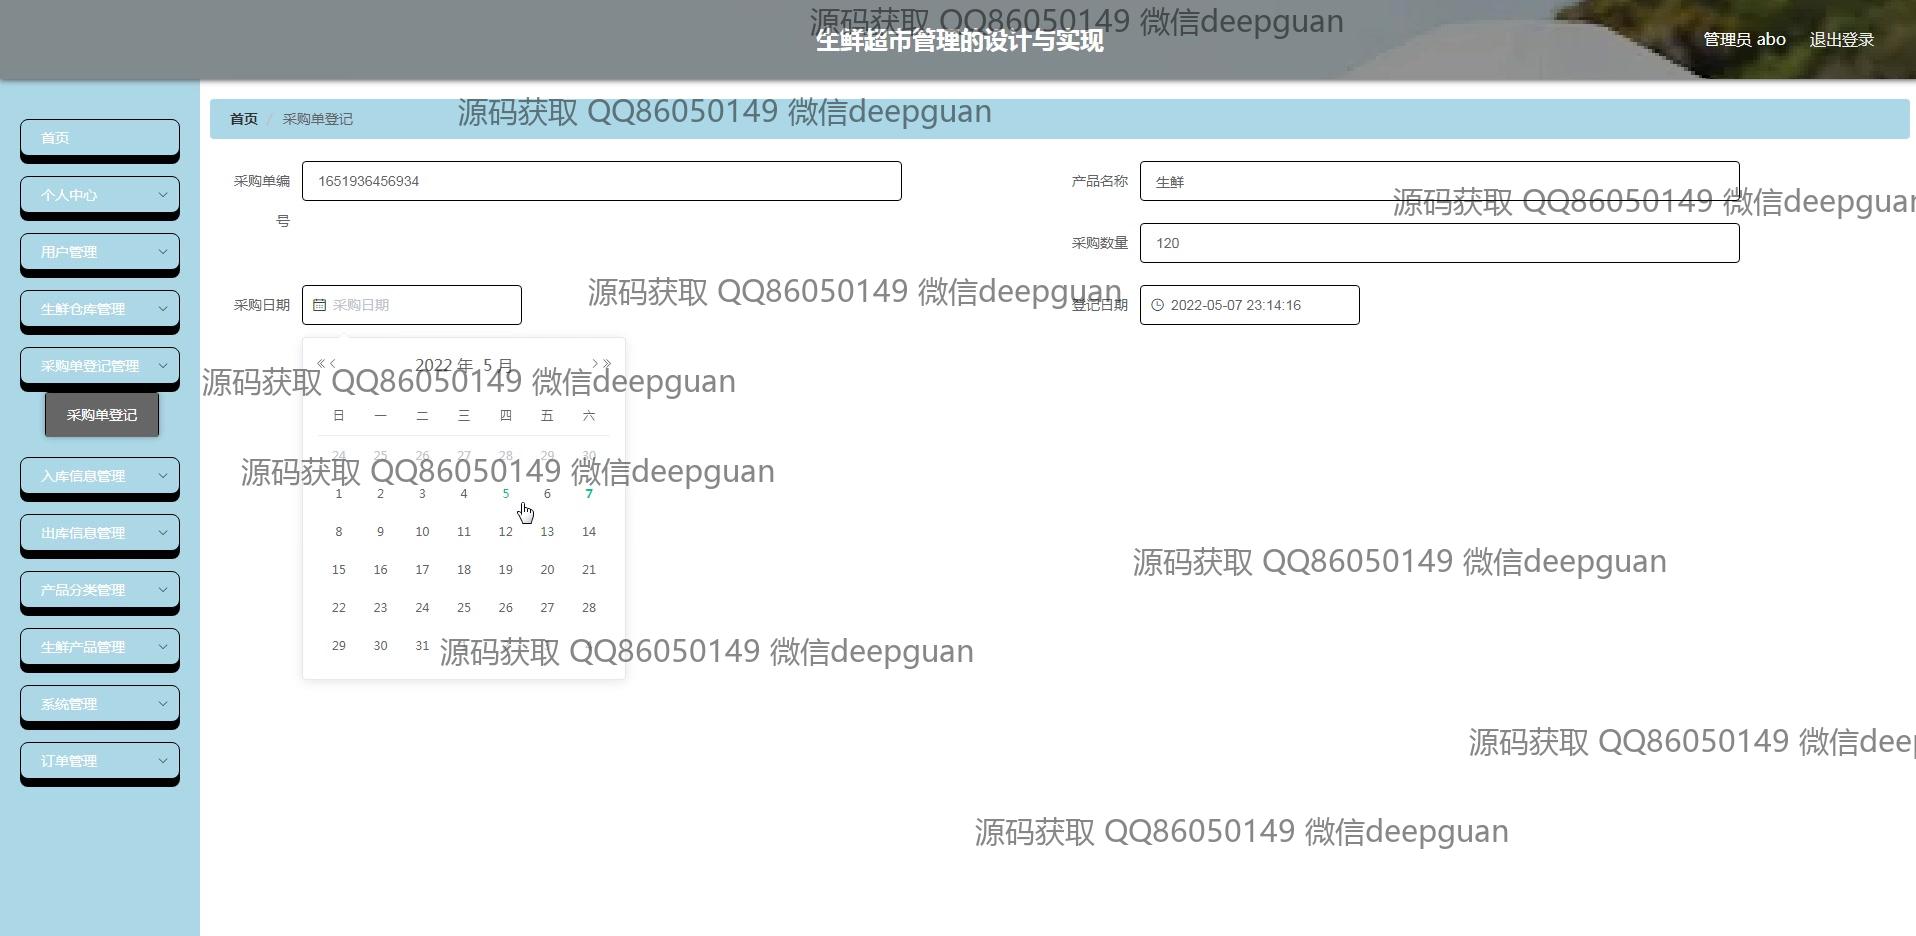 源码获取 QQ86050149 微信deepguan
生鲜超市管理的设计与实现
管理员 abo 退出登录
源码获取 QQ86050149 微信deepguan
首页 / 采购单登记
首页
个人中心
用户管理
生鲜仓库管理
采购单登记管理
采购单登记
入库信息管理
出库信息管理
产品分类管理
生鲜产品管理
系统管理
订单管理
采购单编号 1651936456934
产品名称 生鲜
源码获取 QQ86050149 微信deepguan
采购数量 120
源码获取 QQ86050149 微信deepguan
采购日期 采购日期
登记日期 2022-05-07 23:14:16
2022 年 5 月
源码获取 QQ86050149 微信deepguan
日 一 二 三 四 五 六
24 25 26 27 28 29 30
源码获取 QQ86050149 微信deepguan
1 2 3 4 5 6 7
8 9 10 11 12 13 14
15 16 17 18 19 20 21
22 23 24 25 26 27 28
29 30 31
源码获取 QQ86050149 微信deepguan
源码获取 QQ86050149 微信deepguan
源码获取 QQ86050149 微信deep
源码获取 QQ86050149 微信deepguan